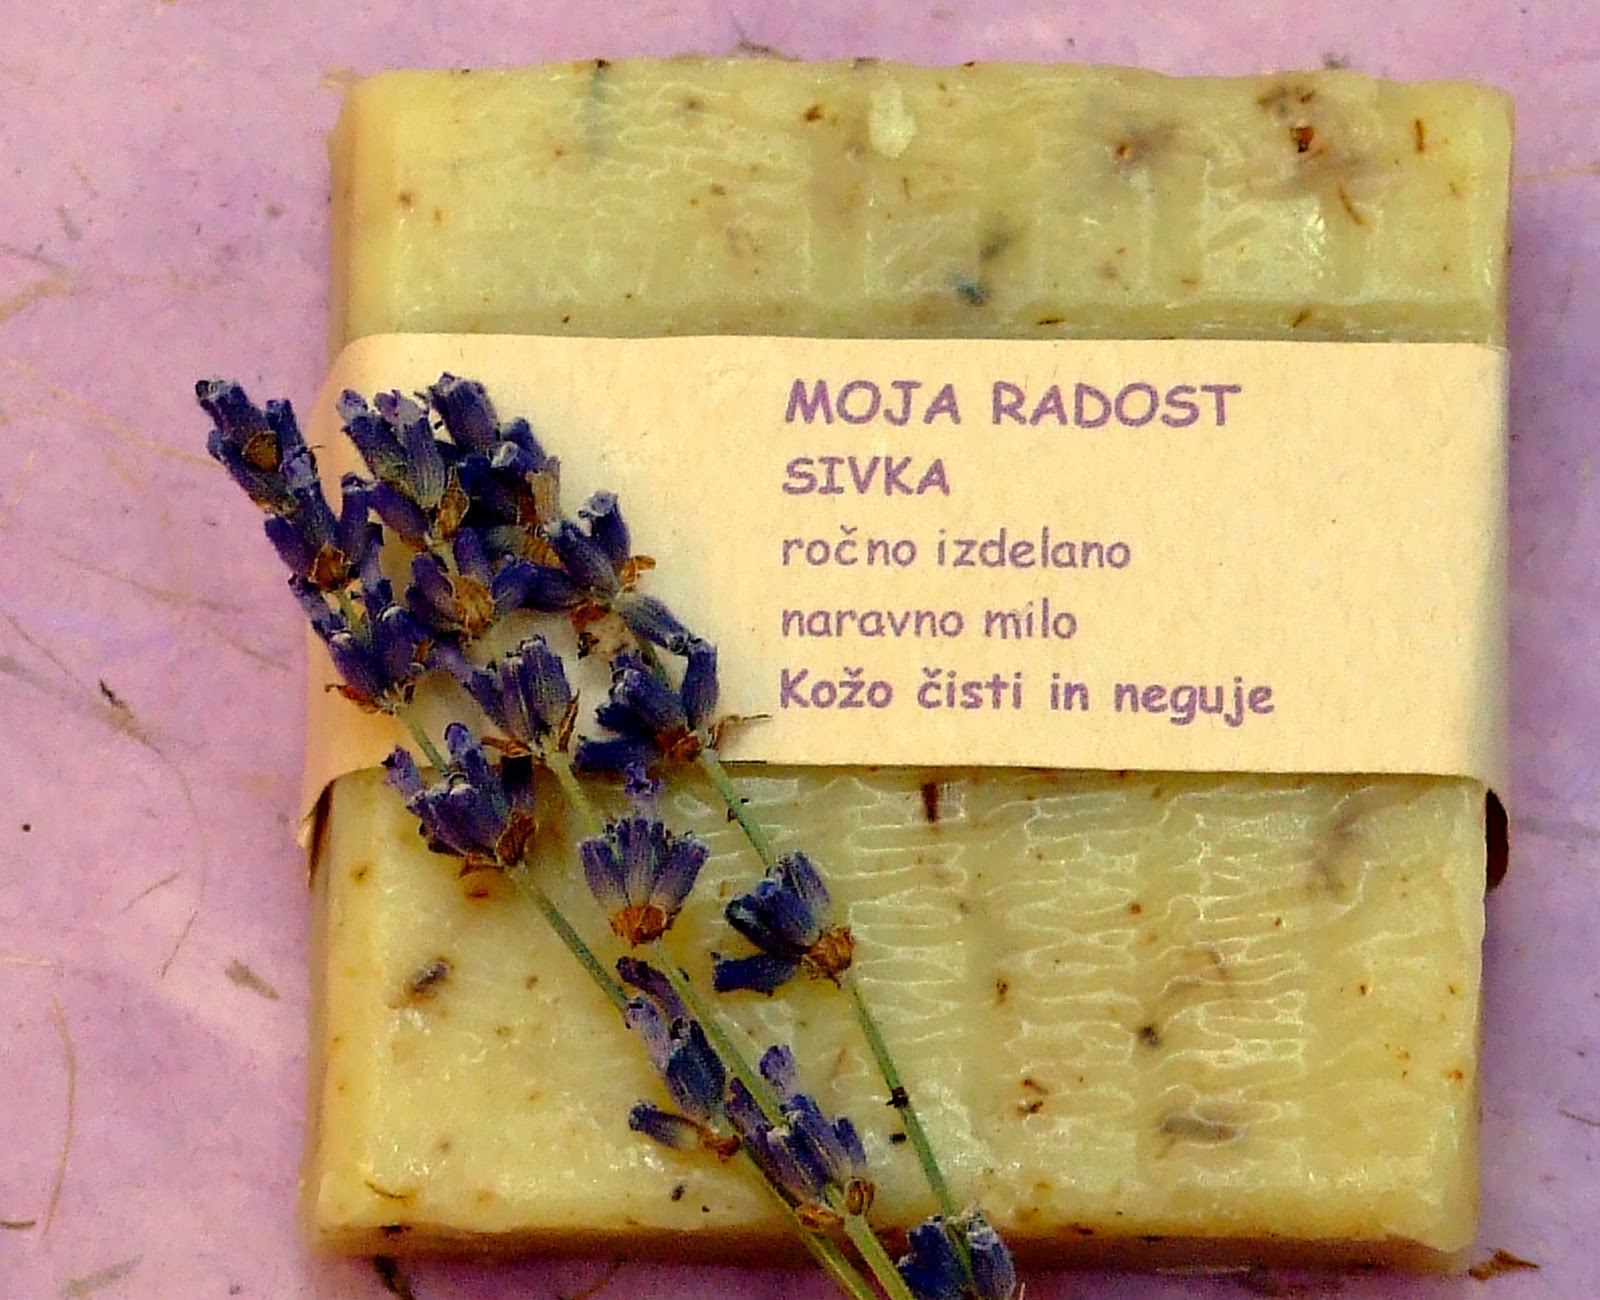 MOJA RADOST
SIVKA
ročno izdelano
naravno milo
Kožo čisti in neguje